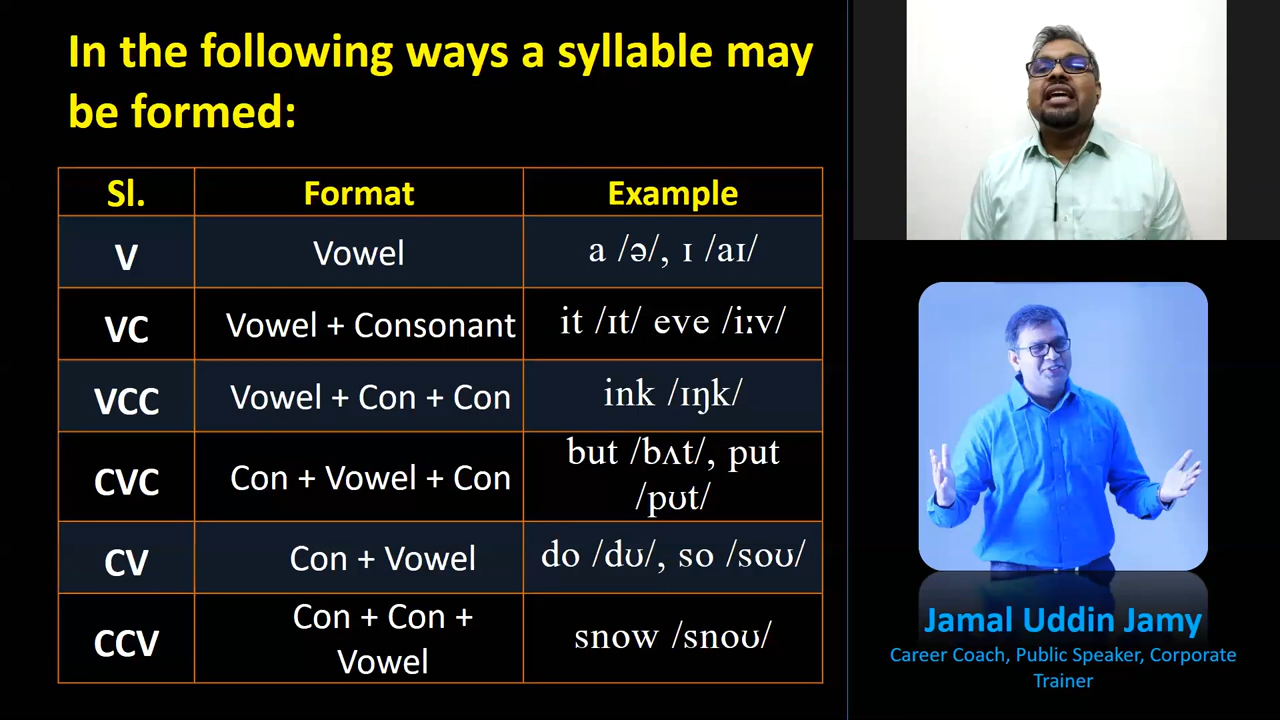 In the following ways a syllable may
be formed:
Sl. Format Example
V Vowel a /ə/, ɪ /aɪ/
VC Vowel + Consonant it /ɪt/ eve /iːv/
VCC Vowel + Con + Con ink /ɪŋk/
CVC Con + Vowel + Con but /bʌt/, put
/pʊt/
CV Con + Vowel do /dʊ/, so /soʊ/
CCV Con + Con +
Vowel snow /snoʊ/
Jamal Uddin Jamy
Career Coach, Public Speaker, Corporate
Trainer